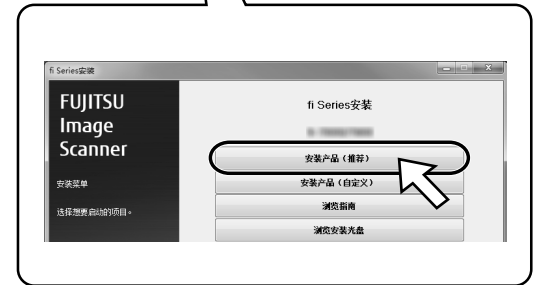 fi Series安装
FUJITSU
Image
Scanner
安装菜单
选择想要启动的项目。
fi Series安装
安装产品（推荐）
安装产品（自定义）
浏览指南
浏览安装光盘